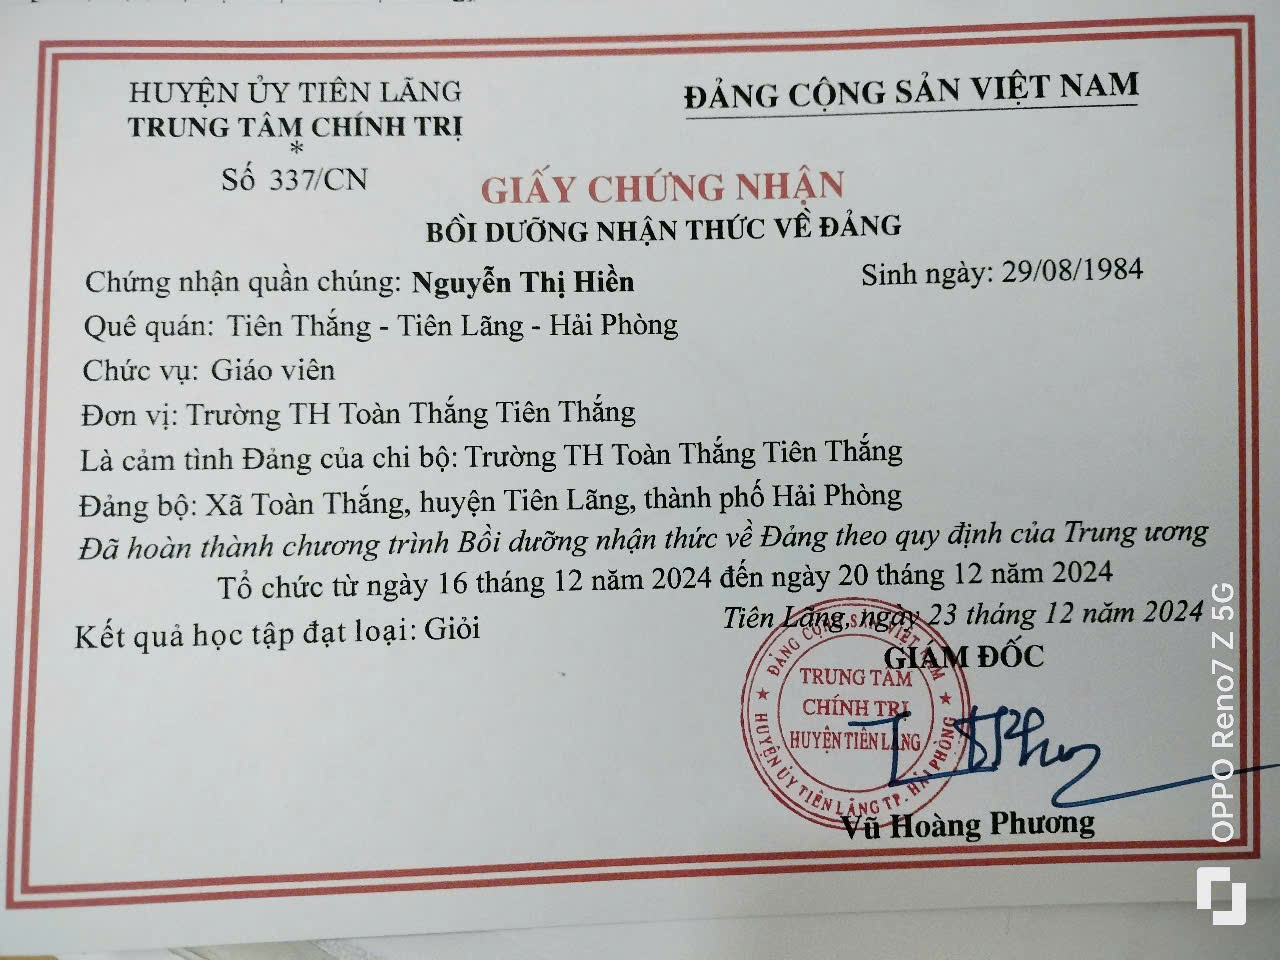 HUYỆN ỦY TIÊN LÃNG
TRUNG TÂM CHÍNH TRỊ
*
Số 337/CN
ĐẢNG CỘNG SẢN VIỆT NAM
GIẤY CHỨNG NHẬN
BỒI DƯỠNG NHẬN THỨC VỀ ĐẢNG
Chứng nhận quần chúng: Nguyễn Thị Hiền Sinh ngày: 29/08/1984
Quê quán: Tiên Thắng - Tiên Lãng - Hải Phòng
Chức vụ: Giáo viên
Đơn vị: Trường TH Toàn Thắng Tiên Thắng
Là cảm tình Đảng của chi bộ: Trường TH Toàn Thắng Tiên Thắng
Đảng bộ: Xã Toàn Thắng, huyện Tiên Lãng, thành phố Hải Phòng
Đã hoàn thành chương trình Bồi dưỡng nhận thức về Đảng theo quy định của Trung ương
Tổ chức từ ngày 16 tháng 12 năm 2024 đến ngày 20 tháng 12 năm 2024
Tiên Lãng, ngày 23 tháng 12 năm 2024
Kết quả học tập đạt loại: Giỏi
GIÁM ĐỐC
ĐẢNG CỘNG SẢN VIỆT NAM
TRUNG TÂM
CHÍNH TRỊ
HUYỆN TIÊN LÃNG
HUYỆN ỦY TIÊN LÃNG TP. HẢI PHÒNG
Vũ Hoàng Phương
OPPO Reno7 Z 5G